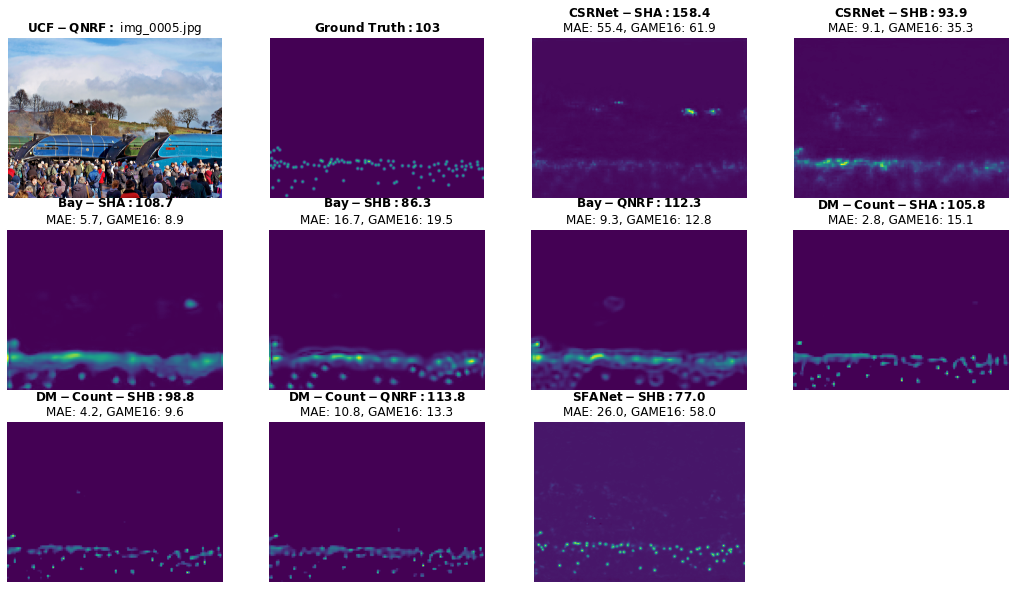 UCF-QNRF: img_0005.jpg
Ground Truth:103
CSRNet-SHA:158.4
MAE: 55.4, GAME16: 61.9
CSRNet-SHB:93.9
MAE: 9.1, GAME16: 35.3
Bay-SHA:108.7
MAE: 5.7, GAME16: 8.9
Bay-SHB:86.3
MAE: 16.7, GAME16: 19.5
Bay-QNRF:112.3
MAE: 9.3, GAME16: 12.8
DM-Count-SHA:105.8
MAE: 2.8, GAME16: 15.1
DM-Count-SHB:98.8
MAE: 4.2, GAME16: 9.6
DM-Count-QNRF:113.8
MAE: 10.8, GAME16: 13.3
SFANet-SHB:77.0
MAE: 26.0, GAME16: 58.0